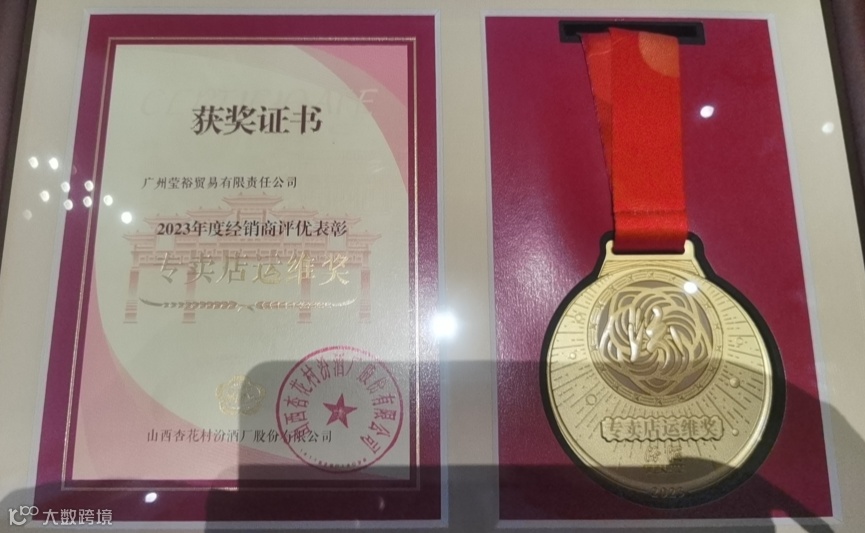 获奖证书
广州莹裕贸易有限责任公司
2023年度经销商评优表彰
专卖店运维奖
山西杏花村汾酒厂股份有限公司
山西杏花村汾酒厂股份有限公司
专卖店运维奖
大数跨境